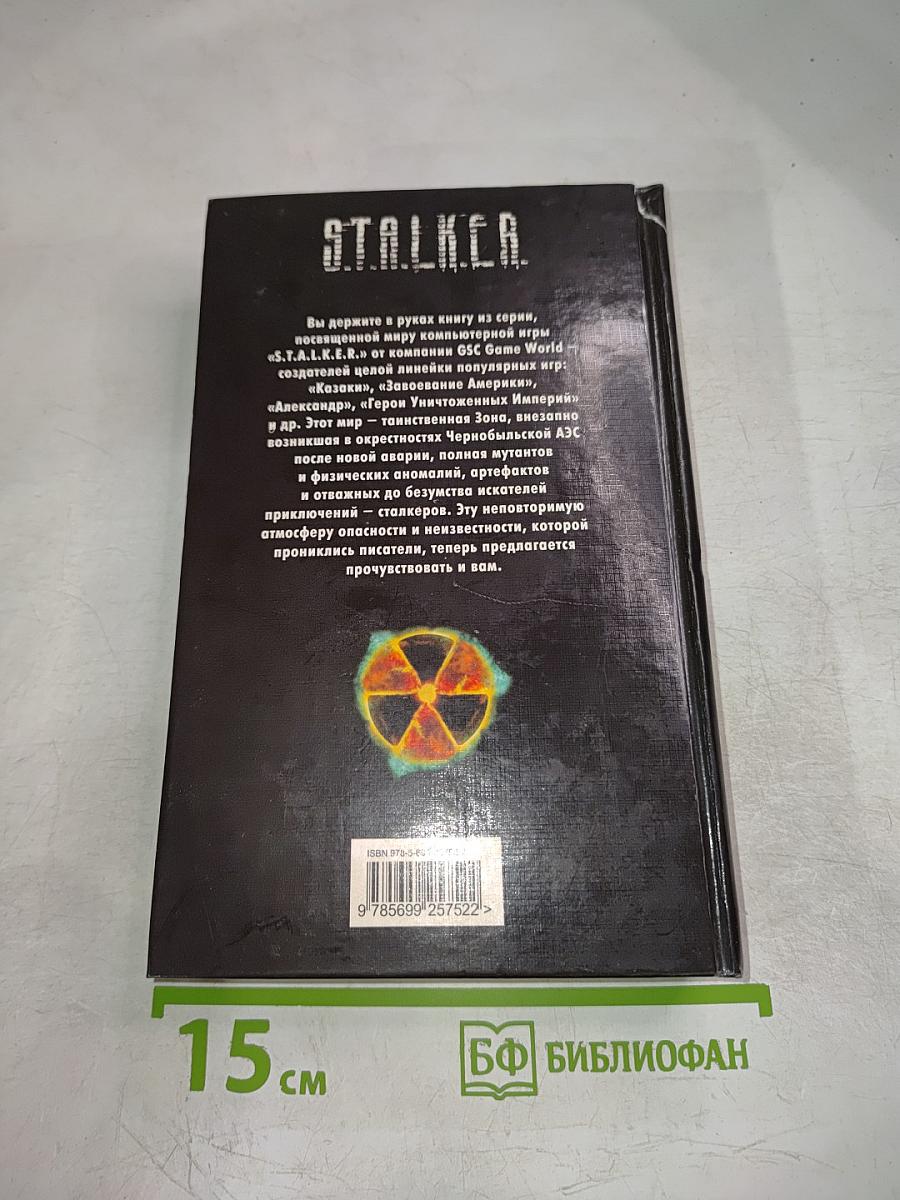 S.T.A.L.K.E.R.
Вы держите в руках книгу из серии,
посвященной миру компьютерной игры
«S.T.A.L.K.E.R.» от компании GSC Game World –
создателей целой линейки популярных игр:
«Казаки», «Завоевание Америки»,
«Александр», «Герои Уничтоженных Империй»
и др. Этот мир – таинственная Зона, внезапно
возникшая в окрестностях Чернобыльской АЭС
после новой аварии, полная мутантов
и физических аномалий, артефактов
и отважных до безумства искателей
приключений – сталкеров. Эту неповторимую
атмосферу опасности и неизвестности, которой
прониклись писатели, теперь предлагается
прочувствовать и вам.
ISBN
9 785699 257522 >
15 см
БФ БИБЛИОФАН